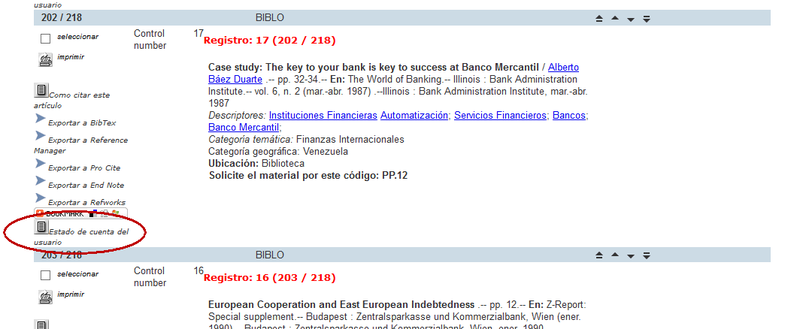 usuario
202 / 218 BIBLO
seleccionar
imprimir
Control number
17
Registro: 17 (202 / 218)
Case study: The key to your bank is key to success at Banco Mercantil / Alberto
Báez Duarte .-- pp. 32-34.-- En: The World of Banking.-- Illinois : Bank Administration
Institute.-- vol. 6, n. 2 (mar.-abr. 1987) .--Illinois : Bank Administration Institute, mar.-abr.
1987
Descriptores: Instituciones Financieras Automatización; Servicios Financieros; Bancos;
Banco Mercantil;
Categoría temática: Finanzas Internacionales
Categoría geográfica: Venezuela
Ubicación: Biblioteca
Solicite el material por este código: PP.12
Como citar este
artículo
Exportar a BibTex
Exportar a Reference
Manager
Exportar a Pro Cite
Exportar a End Note
Exportar a Refworks
BOOKMARK
Estado de cuenta del
usuario
203 / 218 BIBLO
seleccionar
imprimir
Control number
16
Registro: 16 (203 / 218)
European Cooperation and East European Indebtedness .-- pp. 12.-- En: Z-Report:
Special supplement.-- Budapest : Zentralsparkasse und Kommerzialbank, Wien (ener.
1990) .--Budapest : Zentralsparkasse und Kommerzialbank, Wien, ener. 1990